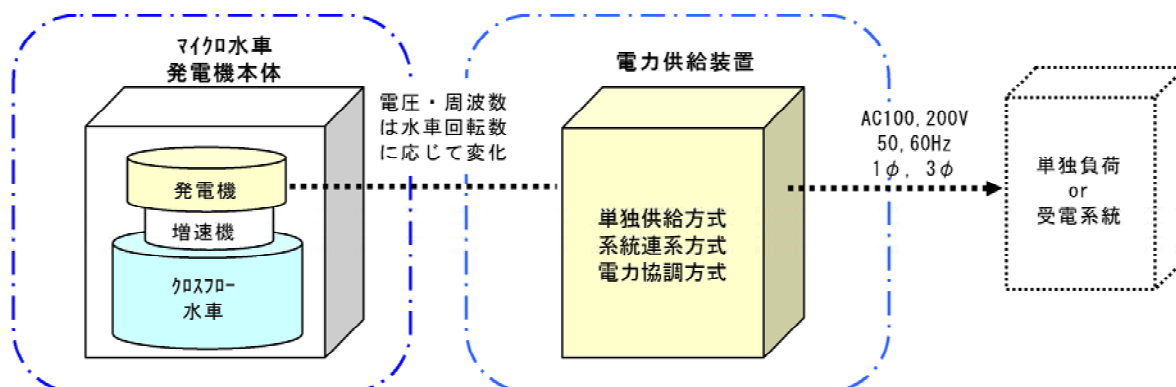 ﾏｲｸﾛ水車
発電機本体
発電機
増速機
ｸﾛｽﾌﾛｰ
水車
電圧・周波数
は水車回転数
に応じて変化
電力供給装置
単独供給方式
系統連系方式
電力協調方式
AC100,200V
50,60Hz
1φ, 3φ
単独負荷
or
受電系統